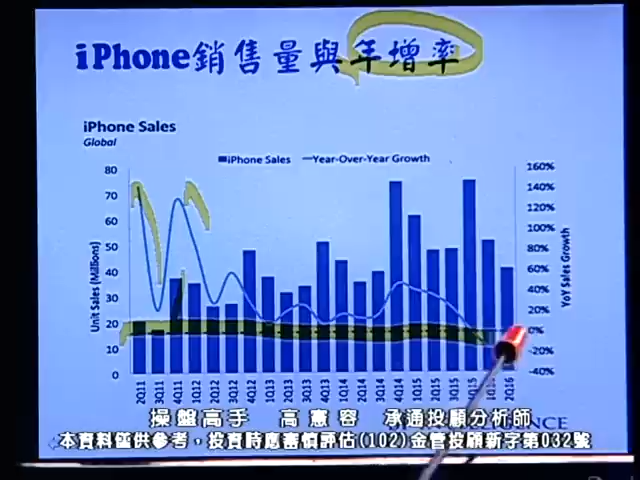 iPhone銷售量與年增率
iPhone Sales
Global
iPhone Sales Year-Over-Year Growth
80 160%
70 140%
60 120%
50 100%
40 80%
30 60%
20 40%
10 20%
0 0%
-20%
-40%
Unit Sales (Millions)
YoY Sales Growth
2Q11 3Q11 4Q11 1Q12 2Q12 3Q12 4Q12 1Q13 2Q13 3Q13 4Q13 1Q14 2Q14 3Q14 4Q14 1Q15 2Q15 3Q15 4Q15 2Q16
操盤高手 高憲容 承通投顧分析師
本資料僅供參考，投資時應審慎評估(102)金管投顧新字第032號